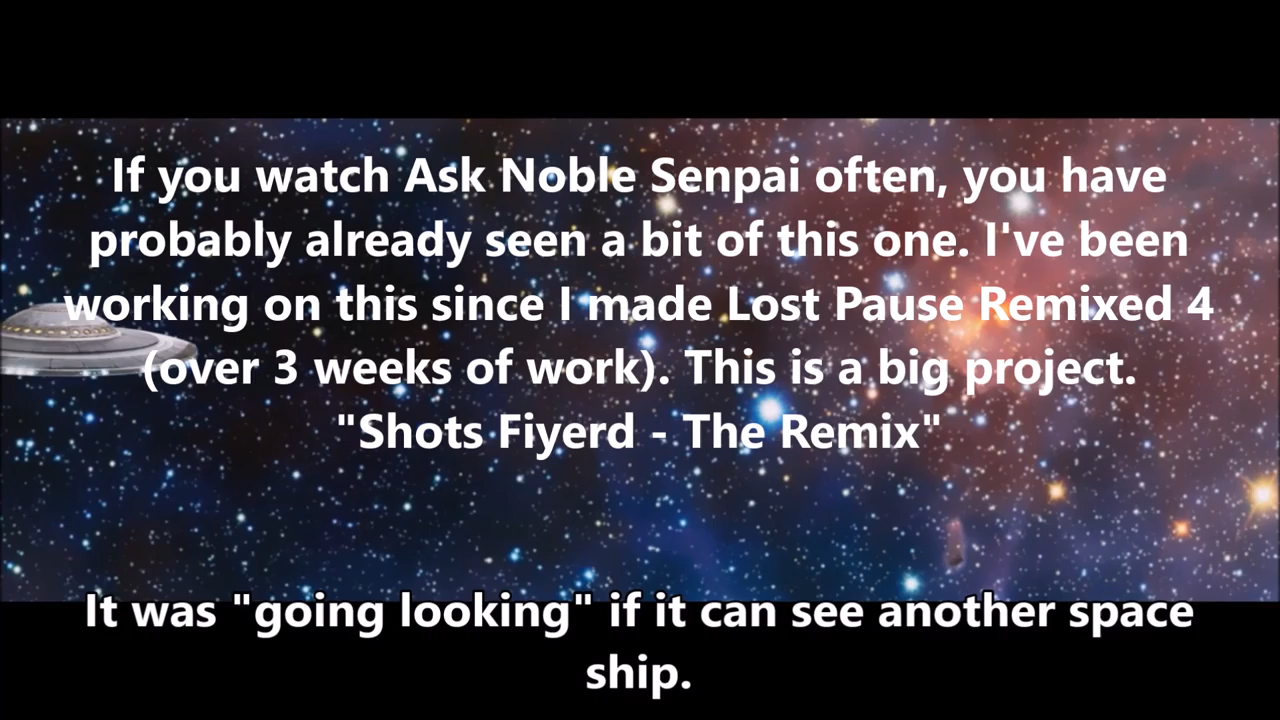 If you watch Ask Noble Senpai often, you have
probably already seen a bit of this one. I've been
working on this since I made Lost Pause Remixed 4
(over 3 weeks of work). This is a big project.
"Shots Fiyerd - The Remix"
It was "going looking" if it can see another space
ship.